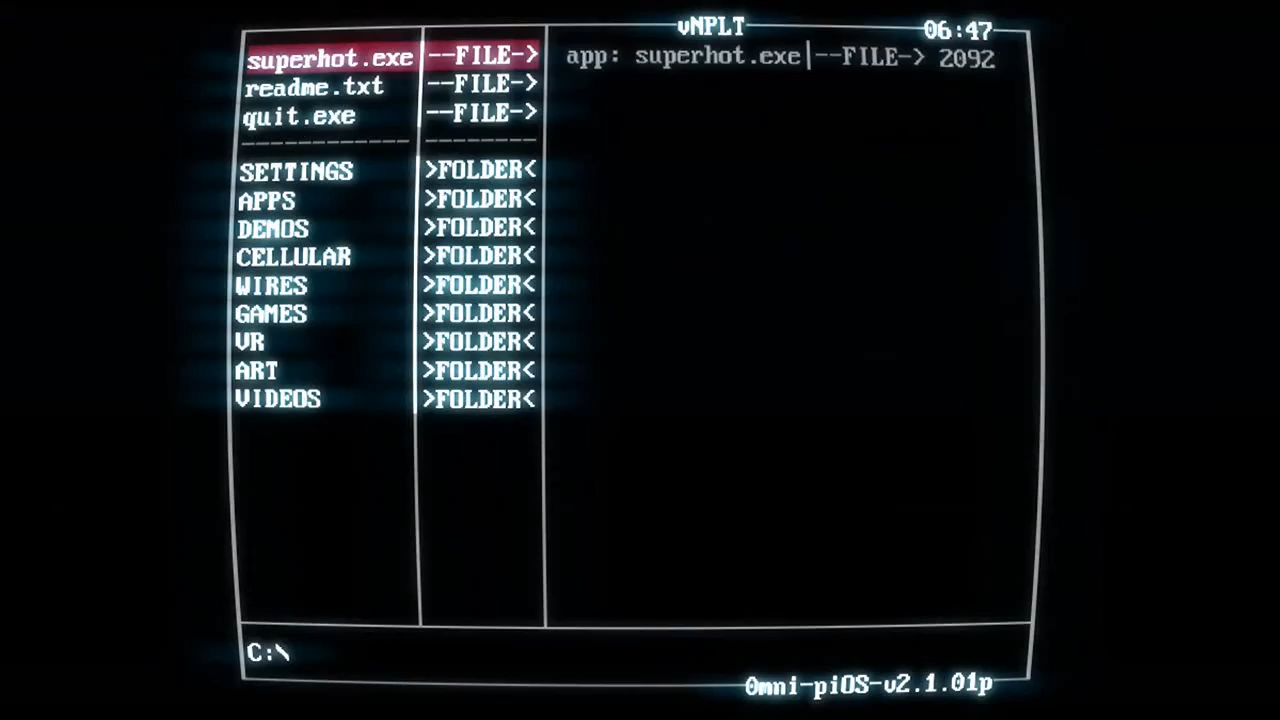 vNPLT 06:47
superhot.exe --FILE-> app: superhot.exe|--FILE-> 2092
readme.txt --FILE->
quit.exe --FILE->
SETTINGS >FOLDER<
APPS >FOLDER<
DEMOS >FOLDER<
CELLULAR >FOLDER<
WIRES >FOLDER<
GAMES >FOLDER<
VR >FOLDER<
ART >FOLDER<
VIDEOS >FOLDER<
C:\
0mni-piOS-v2.1.01p